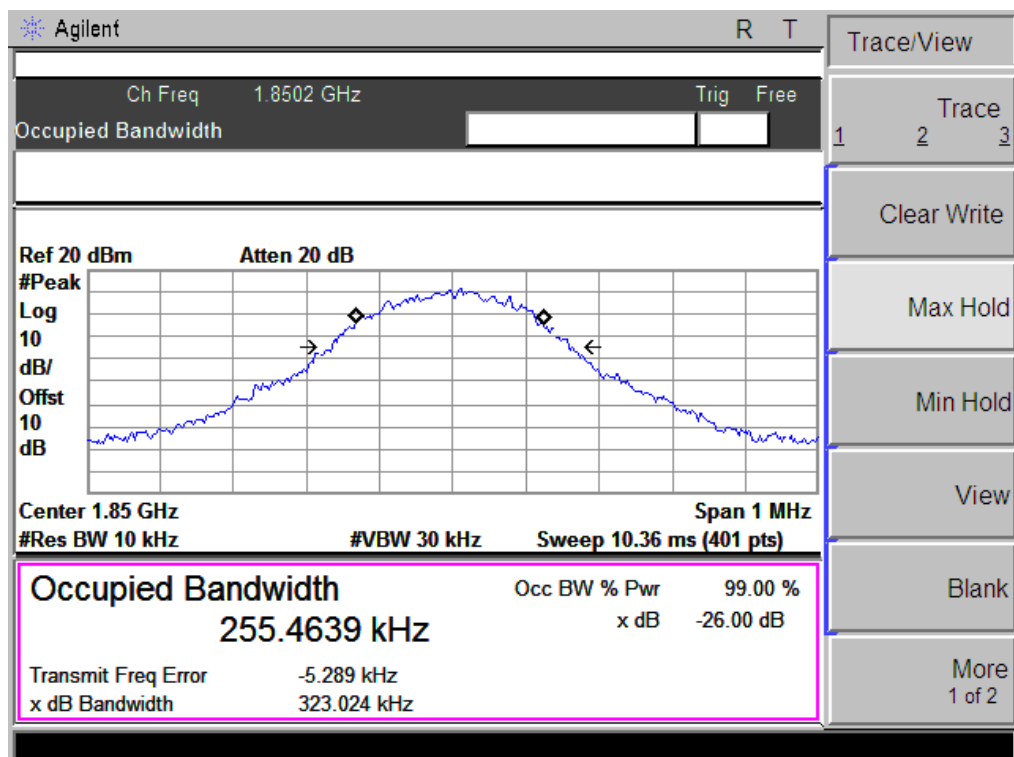 Agilent R T
Trace/View
Ch Freq 1.8502 GHz Trig Free
Occupied Bandwidth
Trace
1 2 3
Clear Write
Max Hold
Min Hold
View
Blank
More
1 of 2
Ref 20 dBm Atten 20 dB
#Peak
Log
10
dB/
Offst
10
dB
Center 1.85 GHz Span 1 MHz
#Res BW 10 kHz #VBW 30 kHz Sweep 10.36 ms (401 pts)
Occupied Bandwidth Occ BW % Pwr 99.00 %
255.4639 kHz x dB -26.00 dB
Transmit Freq Error -5.289 kHz
x dB Bandwidth 323.024 kHz